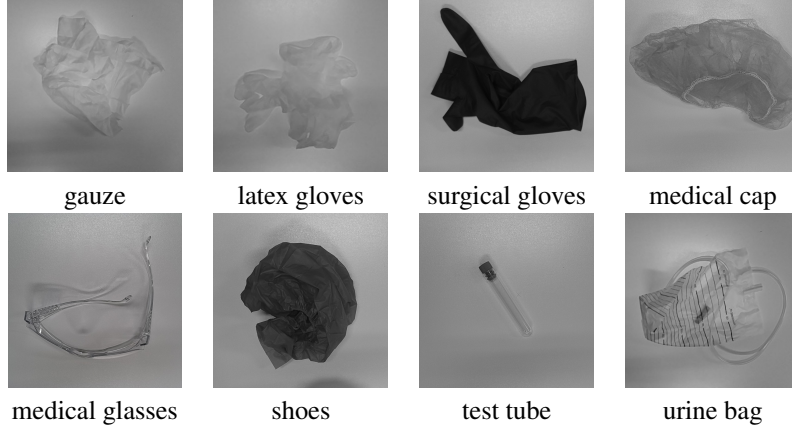 gauze
latex gloves
surgical gloves
medical cap
medical glasses
shoes
test tube
urine bag